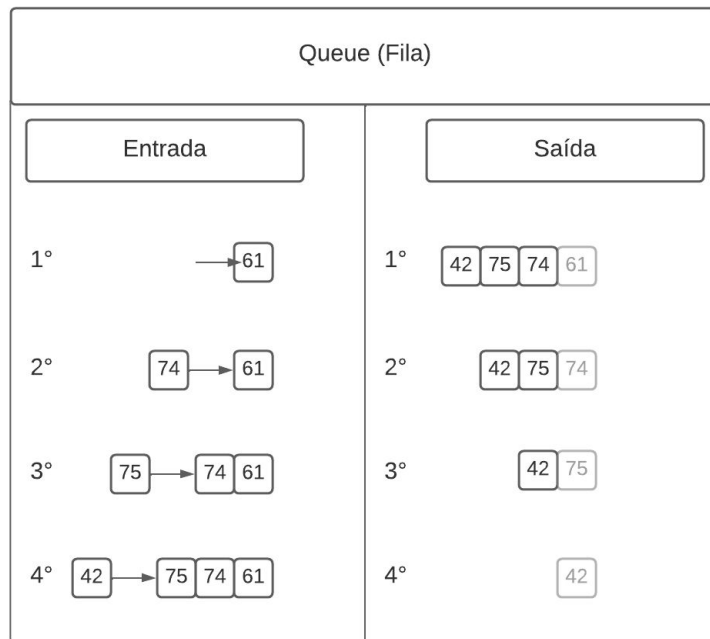 Queue (Fila)
Entrada
1° 61
2° 74 61
3° 75 74 61
4° 42 75 74 61
Saída
1° 42 75 74 61
2° 42 75 74
3° 42 75
4° 42